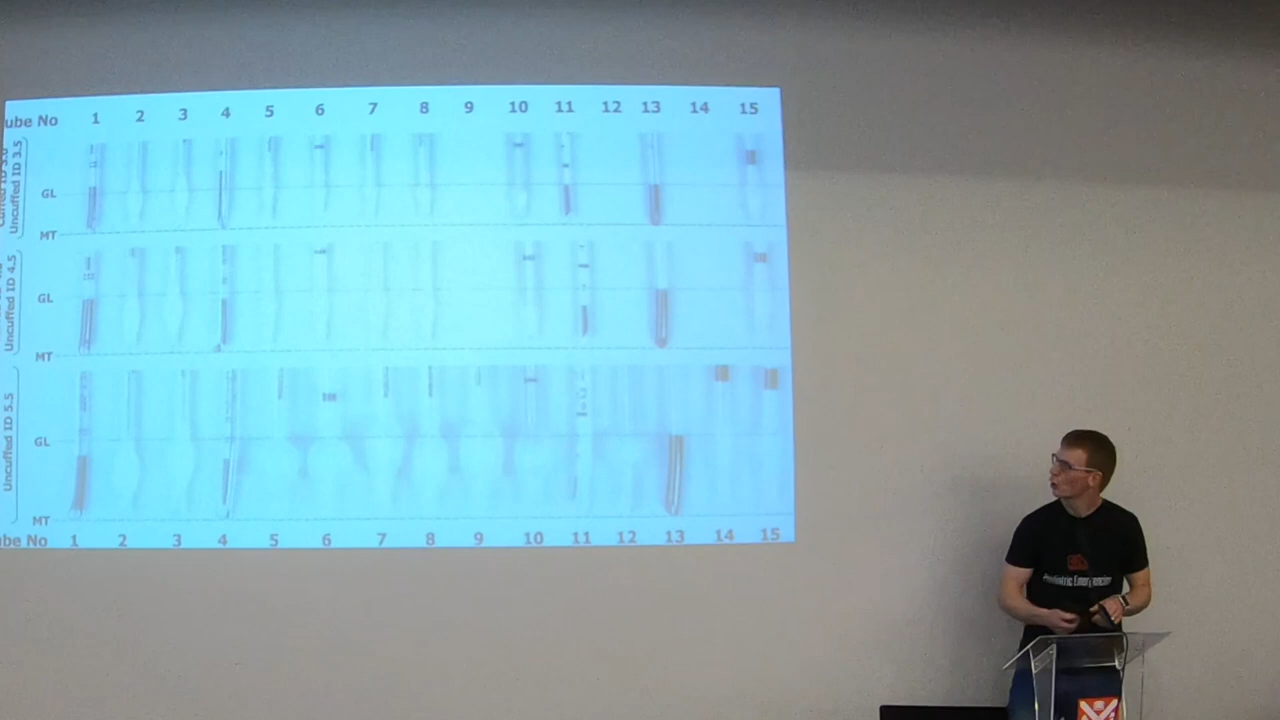 ube No 1 2 3 4 5 6 7 8 9 10 11 12 13 14 15
Uncuffed ID 3.5
GL
MT
Uncuffed ID 4.5
GL
MT
Uncuffed ID 5.5
GL
MT
be No 1 2 3 4 5 6 7 8 9 10 11 12 13 14 15